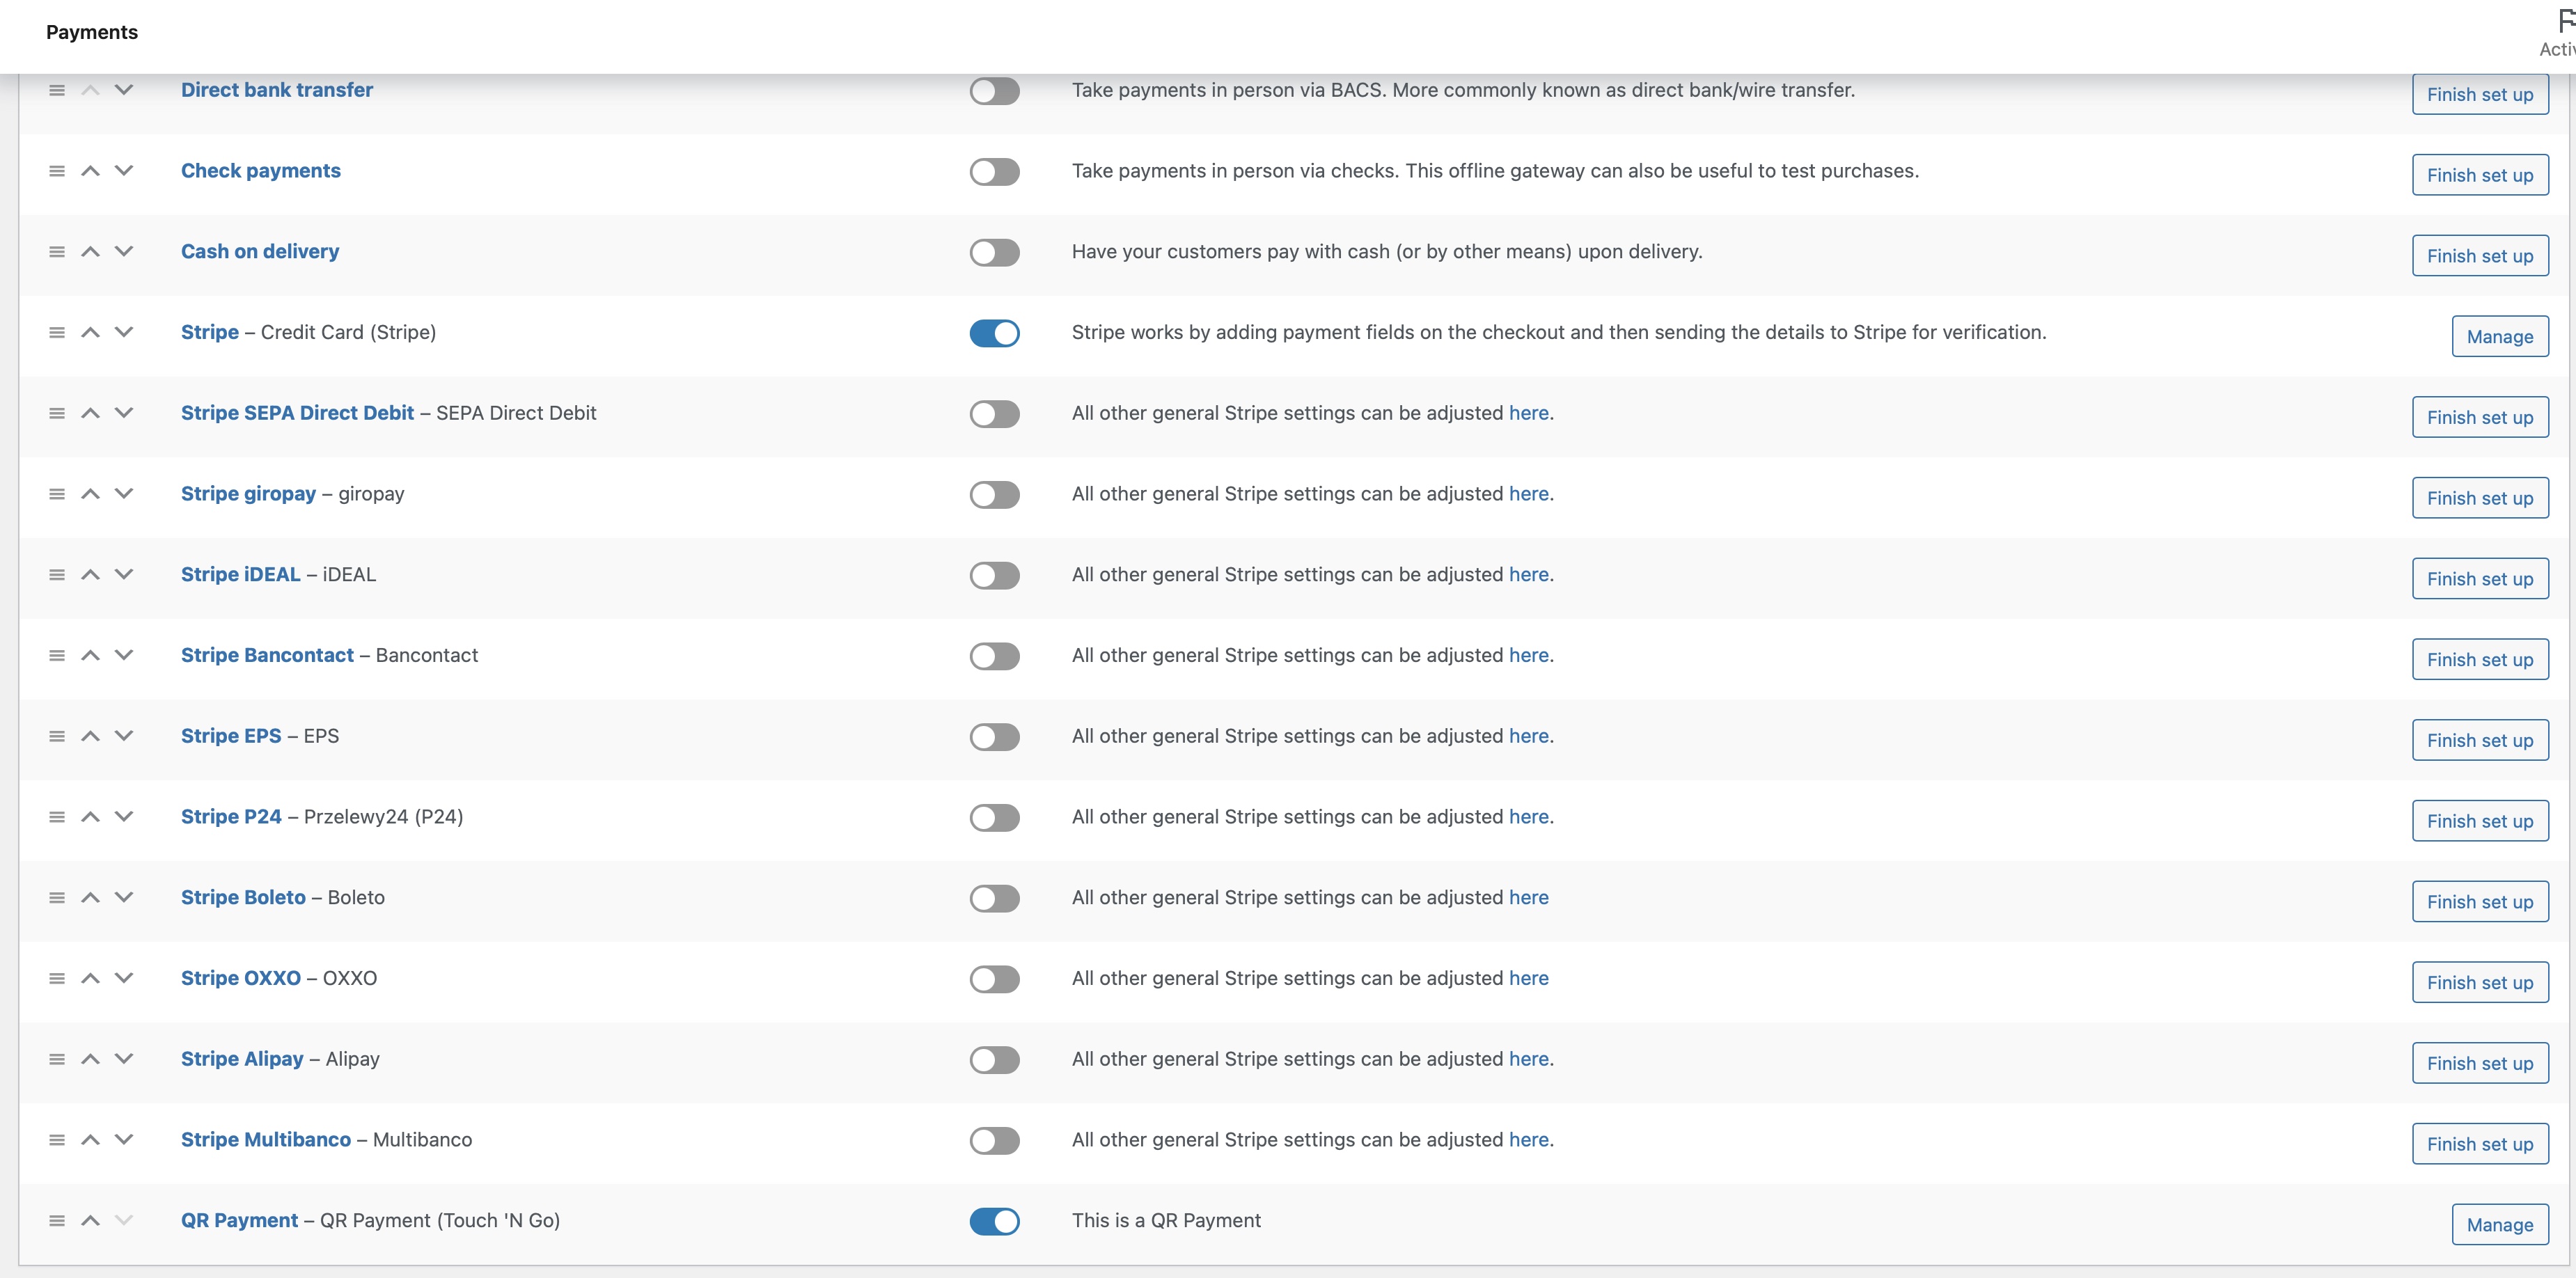 Payments
Activ
Direct bank transfer Take payments in person via BACS. More commonly known as direct bank/wire transfer. Finish set up
Check payments Take payments in person via checks. This offline gateway can also be useful to test purchases. Finish set up
Cash on delivery Have your customers pay with cash (or by other means) upon delivery. Finish set up
Stripe – Credit Card (Stripe) Stripe works by adding payment fields on the checkout and then sending the details to Stripe for verification. Manage
Stripe SEPA Direct Debit – SEPA Direct Debit All other general Stripe settings can be adjusted here. Finish set up
Stripe giropay – giropay All other general Stripe settings can be adjusted here. Finish set up
Stripe iDEAL – iDEAL All other general Stripe settings can be adjusted here. Finish set up
Stripe Bancontact – Bancontact All other general Stripe settings can be adjusted here. Finish set up
Stripe EPS – EPS All other general Stripe settings can be adjusted here. Finish set up
Stripe P24 – Przelewy24 (P24) All other general Stripe settings can be adjusted here. Finish set up
Stripe Boleto – Boleto All other general Stripe settings can be adjusted here Finish set up
Stripe OXXO – OXXO All other general Stripe settings can be adjusted here Finish set up
Stripe Alipay – Alipay All other general Stripe settings can be adjusted here. Finish set up
Stripe Multibanco – Multibanco All other general Stripe settings can be adjusted here. Finish set up
QR Payment – QR Payment (Touch 'N Go) This is a QR Payment Manage